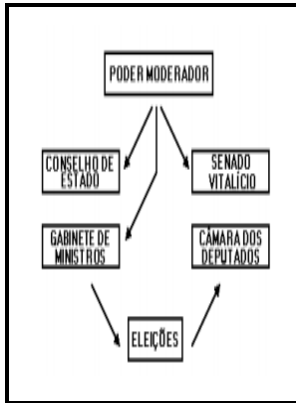 PODER MODERADOR
CONSELHO DE
ESTADO
SENADO
VITALÍCIO
GABINETE DE
MINISTROS
CÂMARA DOS
DEPUTADOS
ELEIÇÕES